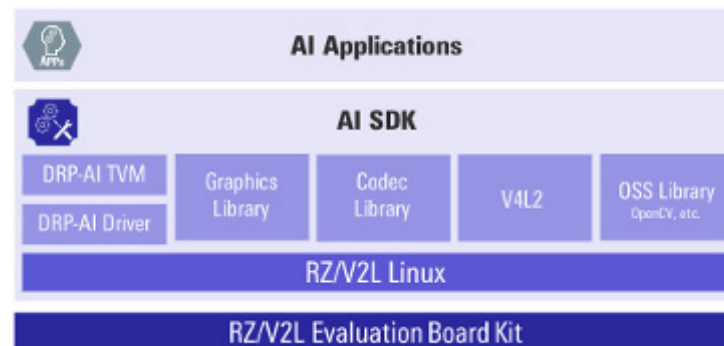 APPs
AI Applications
AI SDK
DRP-AI TVM
DRP-AI Driver
Graphics
Library
Codec
Library
V4L2
OSS Library
OpenCV, etc.
RZ/V2L Linux
RZ/V2L Evaluation Board Kit